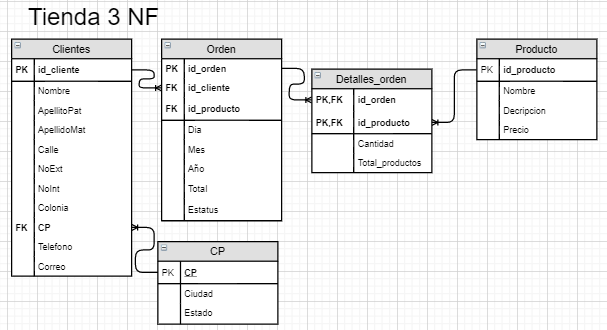 Tienda 3 NF
Clientes
PK id_cliente
Nombre
ApellitoPat
ApellidoMat
Calle
NoExt
NoInt
Colonia
FK CP
Telefono
Correo
Orden
PK id_orden
FK id_cliente
FK id_producto
Dia
Mes
Año
Total
Estatus
Detalles_orden
PK,FK id_orden
PK,FK id_producto
Cantidad
Total_productos
Producto
PK id_producto
Nombre
Decripcion
Precio
CP
PK CP
Ciudad
Estado